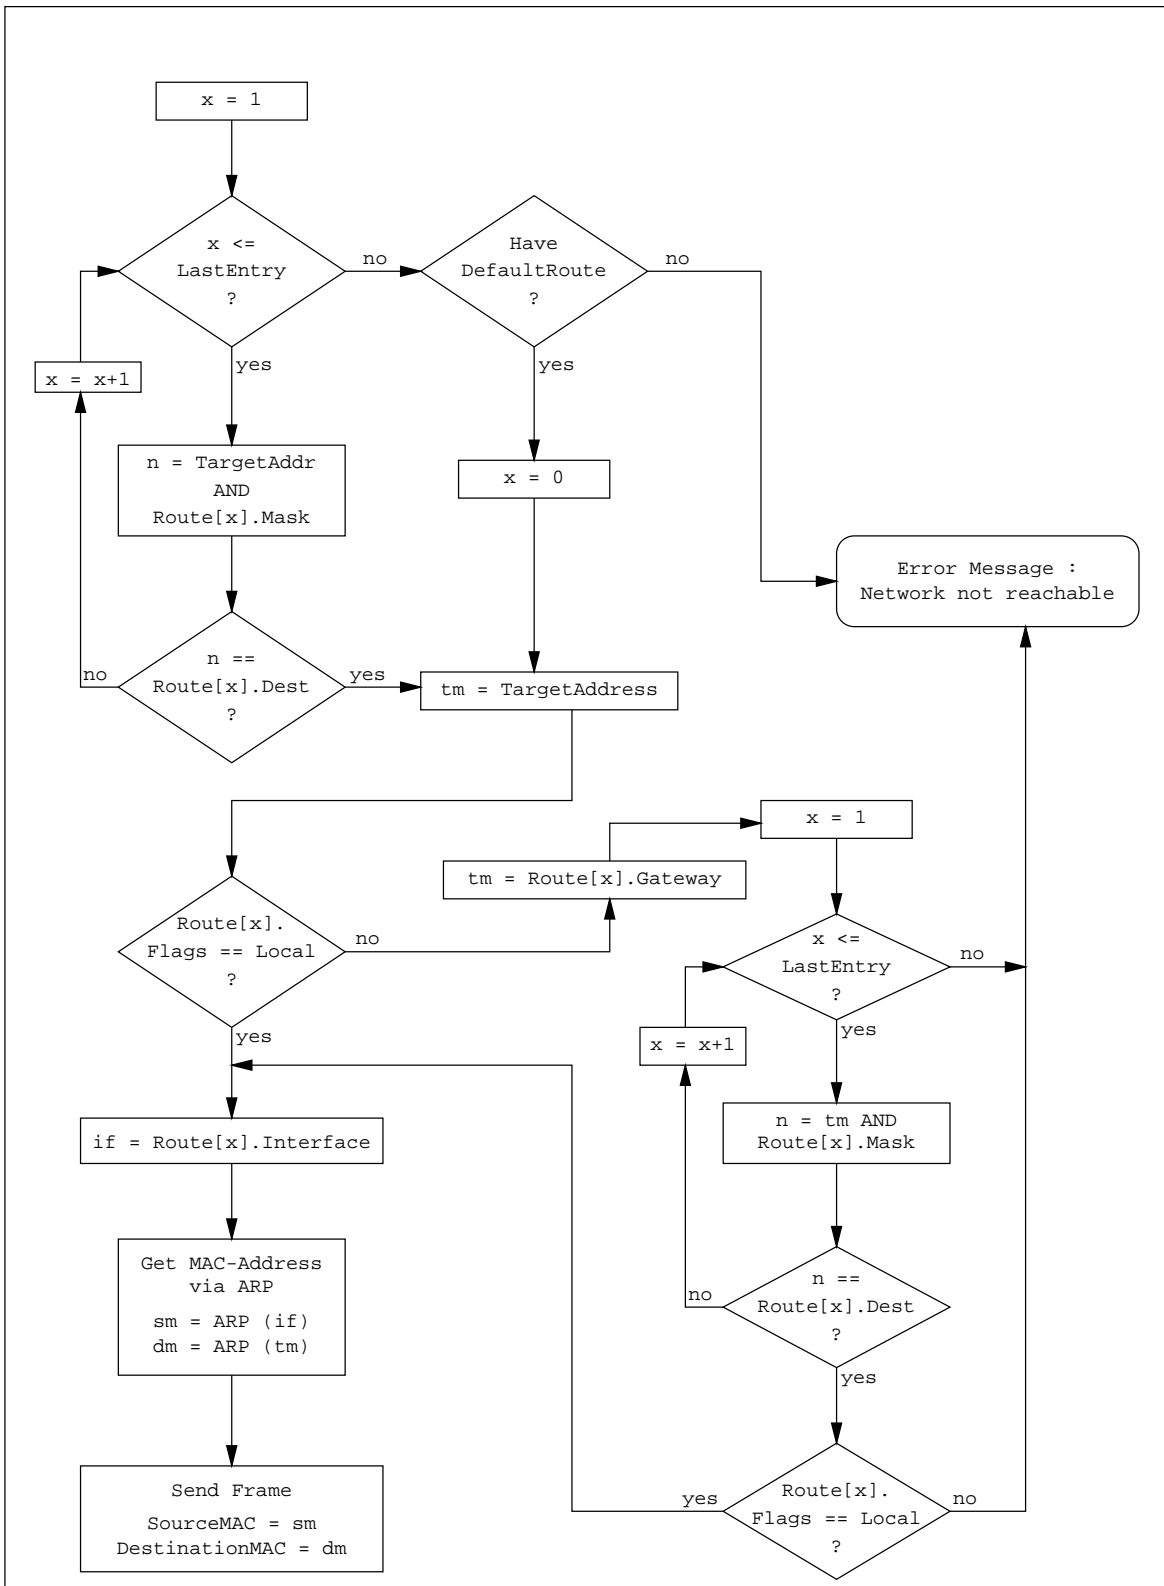 x = 1
x <=
LastEntry
?
no
Have
DefaultRoute
?
no
yes
yes
x = x+1
n = TargetAddr
AND
Route[x].Mask
x = 0
Error Message :
Network not reachable
n ==
Route[x].Dest
?
no
yes
tm = TargetAddress
x = 1
tm = Route[x].Gateway
Route[x].
Flags == Local
?
no
yes
x <=
LastEntry
?
no
yes
x = x+1
n = tm AND
Route[x].Mask
if = Route[x].Interface
Get MAC-Address
via ARP
sm = ARP (if)
dm = ARP (tm)
n ==
Route[x].Dest
?
no
yes
Route[x].
Flags == Local
?
yes
no
Send Frame
SourceMAC = sm
DestinationMAC = dm